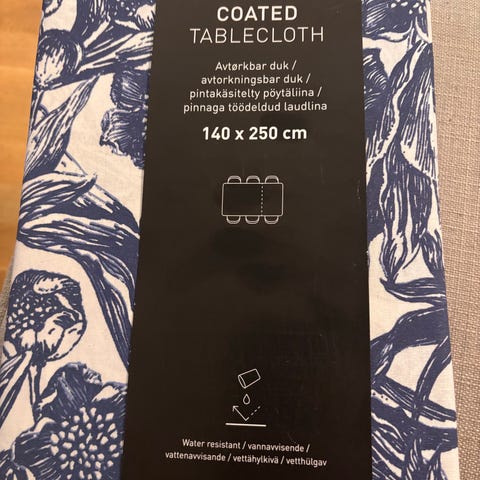 COATED
TABLECLOTH
Avtørkbar duk /
avtorkningsbar duk /
pintakäsitelty pöytäliina /
pinnaga töödeldud laudlina
140 x 250 cm
Water resistant / vannavvisende /
vattenavvisande / vettähylkivä / vetthülgav